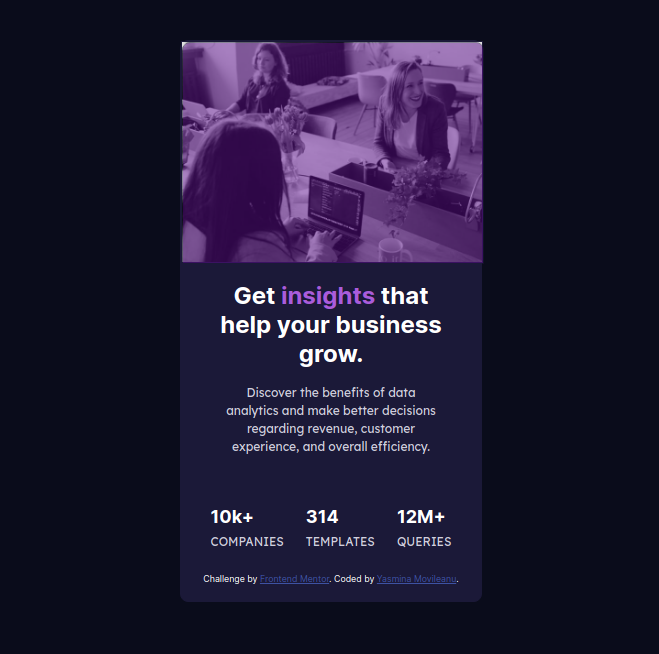 Get insights that
help your business
grow.
Discover the benefits of data
analytics and make better decisions
regarding revenue, customer
experience, and overall efficiency.
10k+ 314 12M+
COMPANIES TEMPLATES QUERIES
Challenge by Frontend Mentor. Coded by Yasmina Movileanu.